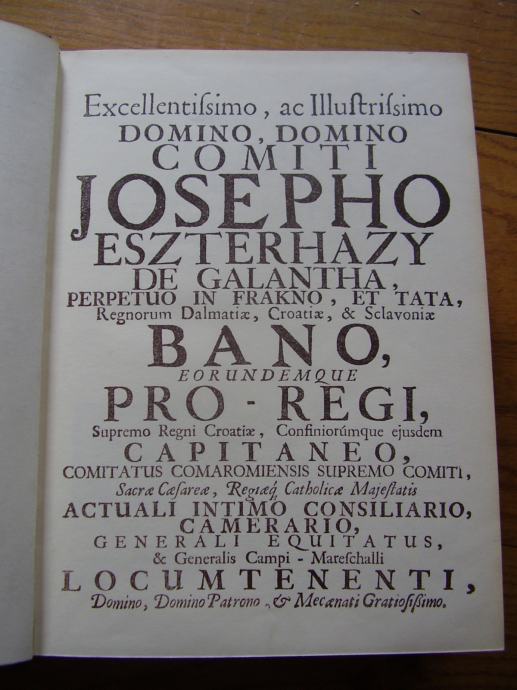 Excellentiſsimo, ac Illuſtriſsimo
DOMINO, DOMINO
COMITI
JOSEPHO
ESZTERHAZY
DE GALANTHA,
PERPETUO IN FRAKNO, ET TATA,
Regnorum Dalmatiæ, Croatiæ, & Sclavoniæ
BANO,
EORUNDEMQUE
PRO-REGI,
Supremo Regni Croatiæ, Confiniorúmque ejusdem
CAPITANEO,
COMITATUS COMAROMIENSIS SUPREMO COMITI,
Sacræ Cæſareæ, Regiæq́; Catholicæ Majeſtatis
ACTUALI INTIMO CONSILIARIO,
CAMERARIO,
GENERALI EQUITATUS,
& Generalis Campi-Mareſchalli
LOCUMTENENTI,
Domino, Domino Patrono, & Mecænati Gratioſiſsimo.